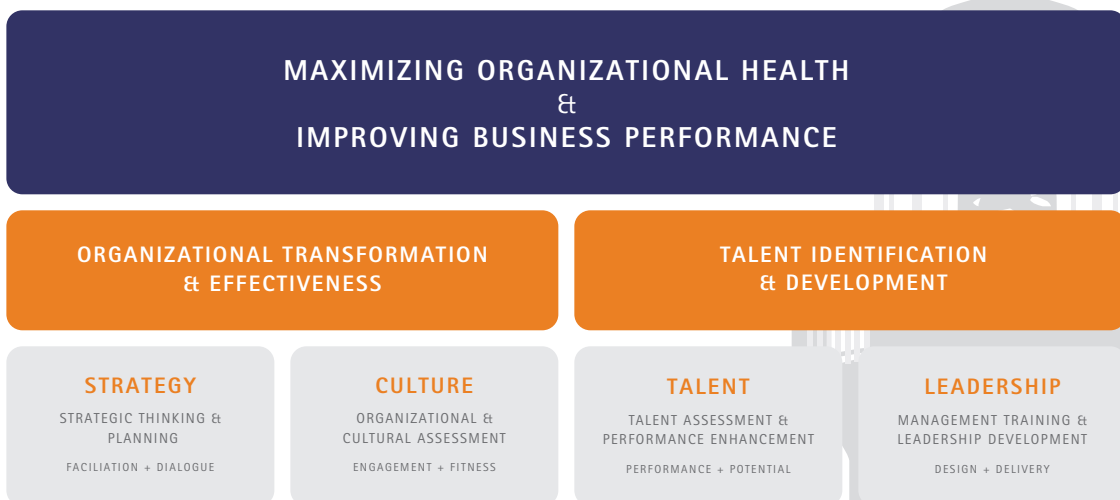 MAXIMIZING ORGANIZATIONAL HEALTH
&
IMPROVING BUSINESS PERFORMANCE
ORGANIZATIONAL TRANSFORMATION
& EFFECTIVENESS
TALENT IDENTIFICATION
& DEVELOPMENT
STRATEGY
STRATEGIC THINKING &
PLANNING
FACILIATION + DIALOGUE
CULTURE
ORGANIZATIONAL &
CULTURAL ASSESSMENT
ENGAGEMENT + FITNESS
TALENT
TALENT ASSESSMENT &
PERFORMANCE ENHANCEMENT
PERFORMANCE + POTENTIAL
LEADERSHIP
MANAGEMENT TRAINING &
LEADERSHIP DEVELOPMENT
DESIGN + DELIVERY